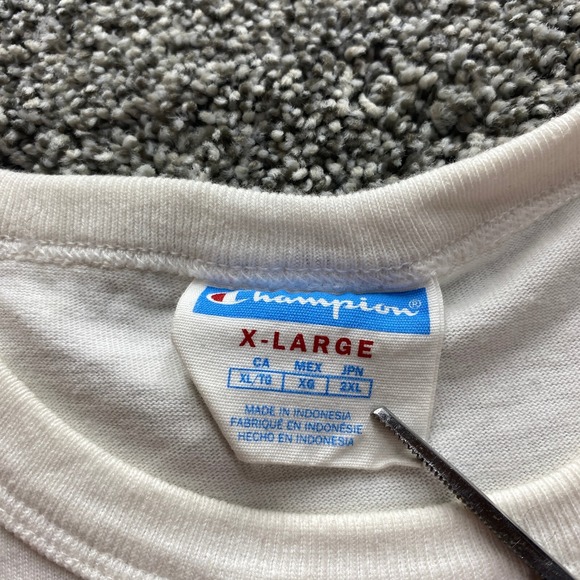 Champion®
X-LARGE
CA MEX JPN
XL/TG XG 2XL
MADE IN INDONESIA
FABRIQUÉ EN INDONÉSIE
HECHO EN INDONESIA